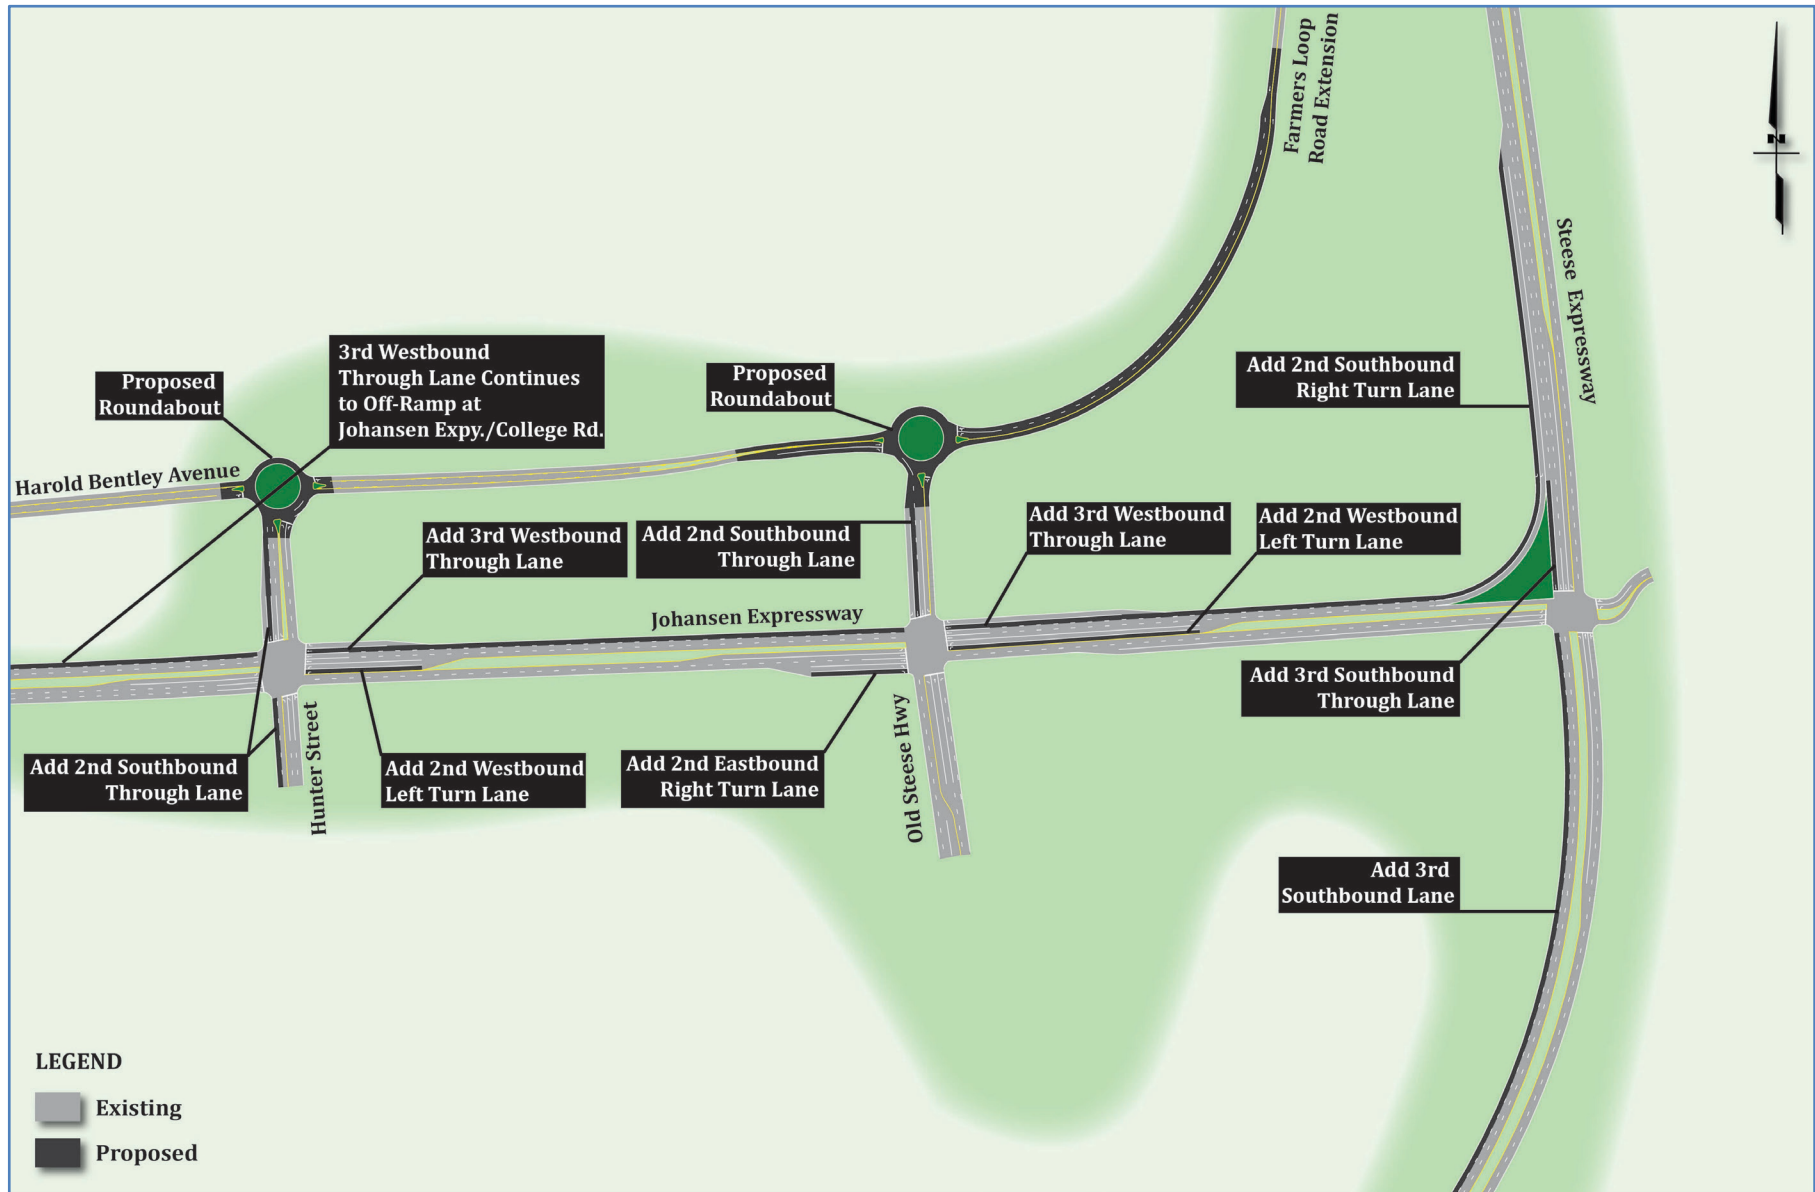 Farmers Loop
Road Extension
Z
Steese Expressway
3rd Westbound
Through Lane Continues
to Off-Ramp at
Johansen Expy./College Rd.
Proposed
Roundabout
Proposed
Roundabout
Add 2nd Southbound
Right Turn Lane
Harold Bentley Avenue
Add 3rd Westbound
Through Lane
Add 2nd Southbound
Through Lane
Add 3rd Westbound
Through Lane
Add 2nd Westbound
Left Turn Lane
Johansen Expressway
Add 3rd Southbound
Through Lane
Add 2nd Southbound
Through Lane
Hunter Street
Add 2nd Westbound
Left Turn Lane
Add 2nd Eastbound
Right Turn Lane
Old Steese Hwy
Add 3rd
Southbound Lane
LEGEND
Existing
Proposed